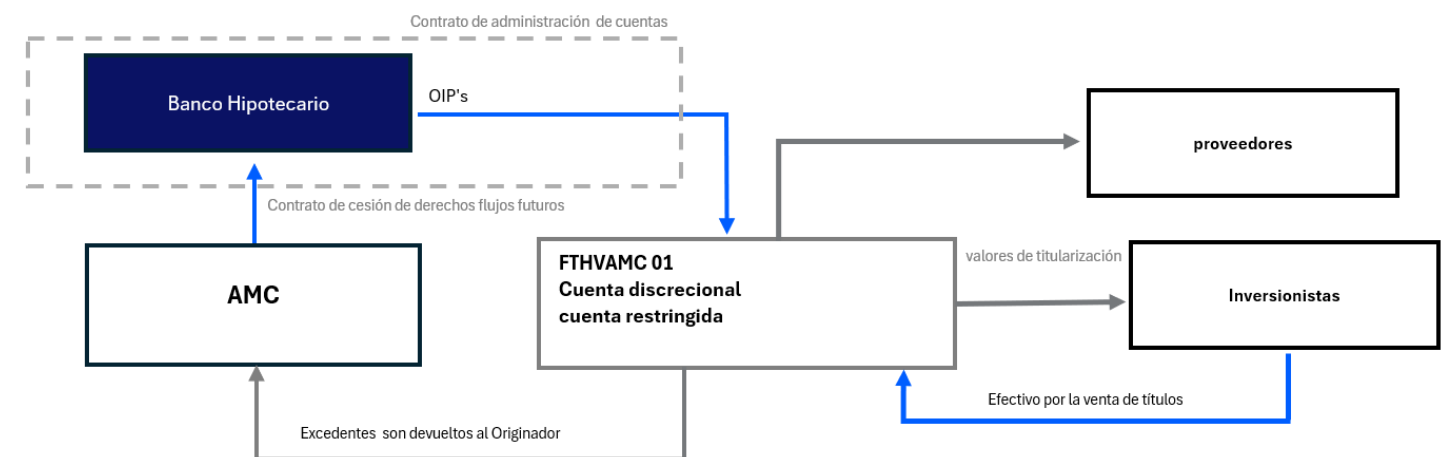 Contrato de administración de cuentas
Banco Hipotecario
OIP's
proveedores
Contrato de cesión de derechos flujos futuros
AMC
FTHVAMC 01
Cuenta discrecional
cuenta restringida
valores de titularización
Inversionistas
Efectivo por la venta de títulos
Excedentes son devueltos al Originador